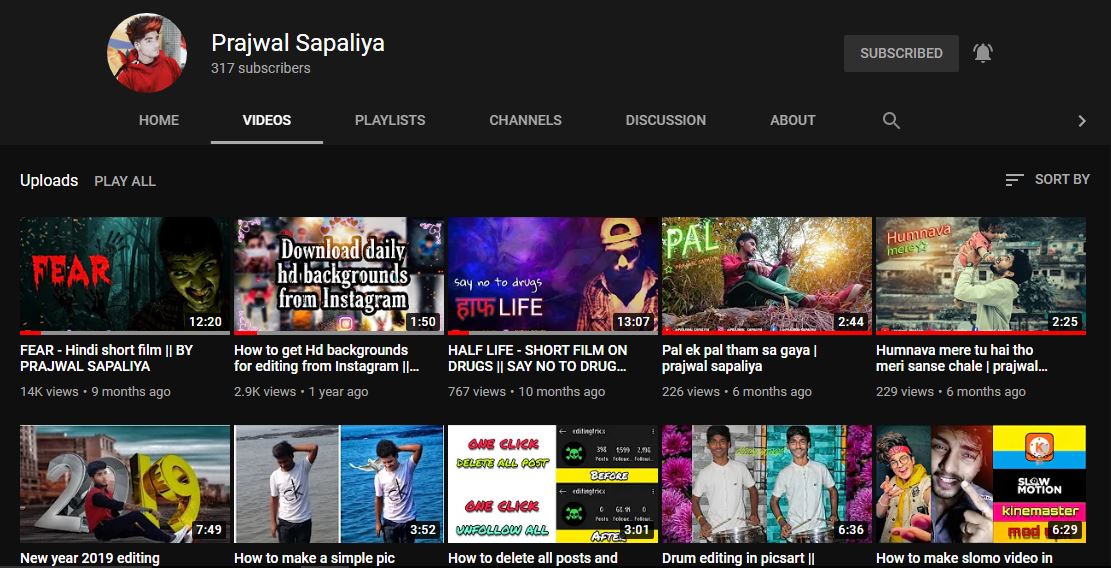 Prajwal Sapaliya
317 subscribers
SUBSCRIBED
HOME
VIDEOS
PLAYLISTS
CHANNELS
DISCUSSION
ABOUT
Uploads
PLAY ALL
SORT BY
FEAR
12:20
FEAR - Hindi short film || BY
PRAJWAL SAPALIYA
14K views • 9 months ago
Download daily
hd backgrounds
from Instagram
1:50
How to get Hd backgrounds
for editing from Instagram ||...
2.9K views • 1 year ago
say no to drugs
हाफ LIFE
13:07
HALF LIFE - SHORT FILM ON
DRUGS || SAY NO TO DRUG...
767 views • 10 months ago
PAL
2:44
Pal ek pal tham sa gaya |
prajwal sapaliya
226 views • 6 months ago
Humnava
mere
2:25
Humnava mere tu hai tho
meri sanse chale | prajwal...
229 views • 6 months ago
2019
7:49
New year 2019 editing
3:52
How to make a simple pic
ONE CLICK
DELETE ALL POST
ONE CLICK
UNFOLLOW ALL
editingtricx
398
Posts
BEFORE
editingtricx
0
Posts
AFTER
3:01
How to delete all posts and
6:36
Drum editing in picsart ||
K
SLOW
MOTION
kinemaster
6:29
How to make slomo video in